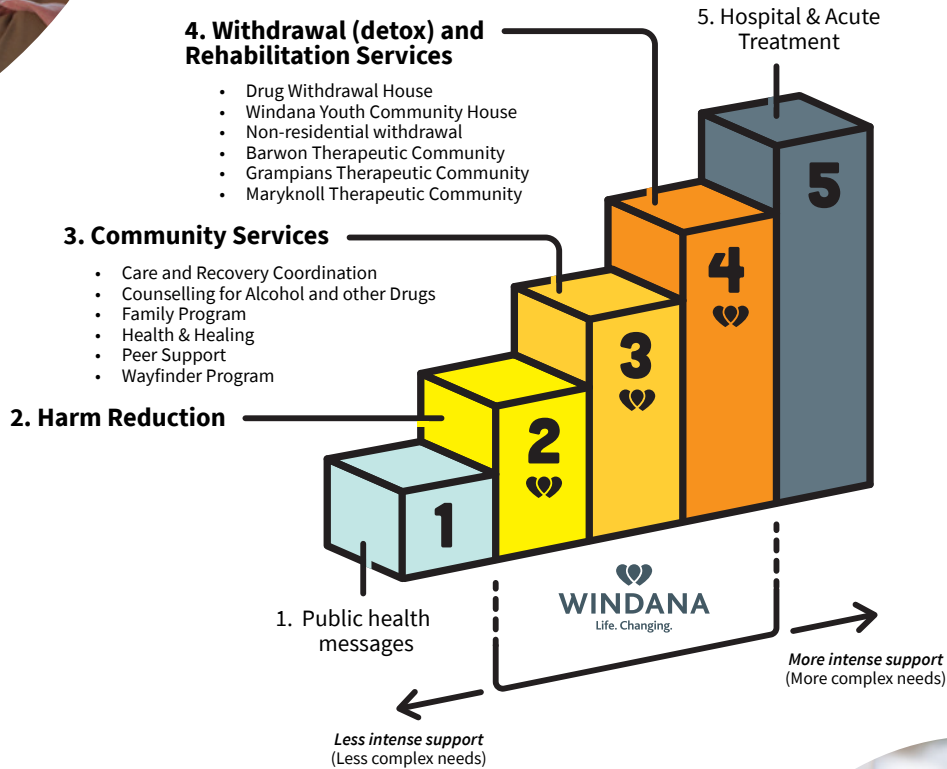 5. Hospital & Acute
Treatment
4. Withdrawal (detox) and
Rehabilitation Services
• Drug Withdrawal House
• Windana Youth Community House
• Non-residential withdrawal
• Barwon Therapeutic Community
• Grampians Therapeutic Community
• Maryknoll Therapeutic Community
3. Community Services
• Care and Recovery Coordination
• Counselling for Alcohol and other Drugs
• Family Program
• Health & Healing
• Peer Support
• Wayfinder Program
2. Harm Reduction
5
4
3
2
1
1. Public health
messages
WINDANA
Life. Changing.
More intense support
(More complex needs)
Less intense support
(Less complex needs)